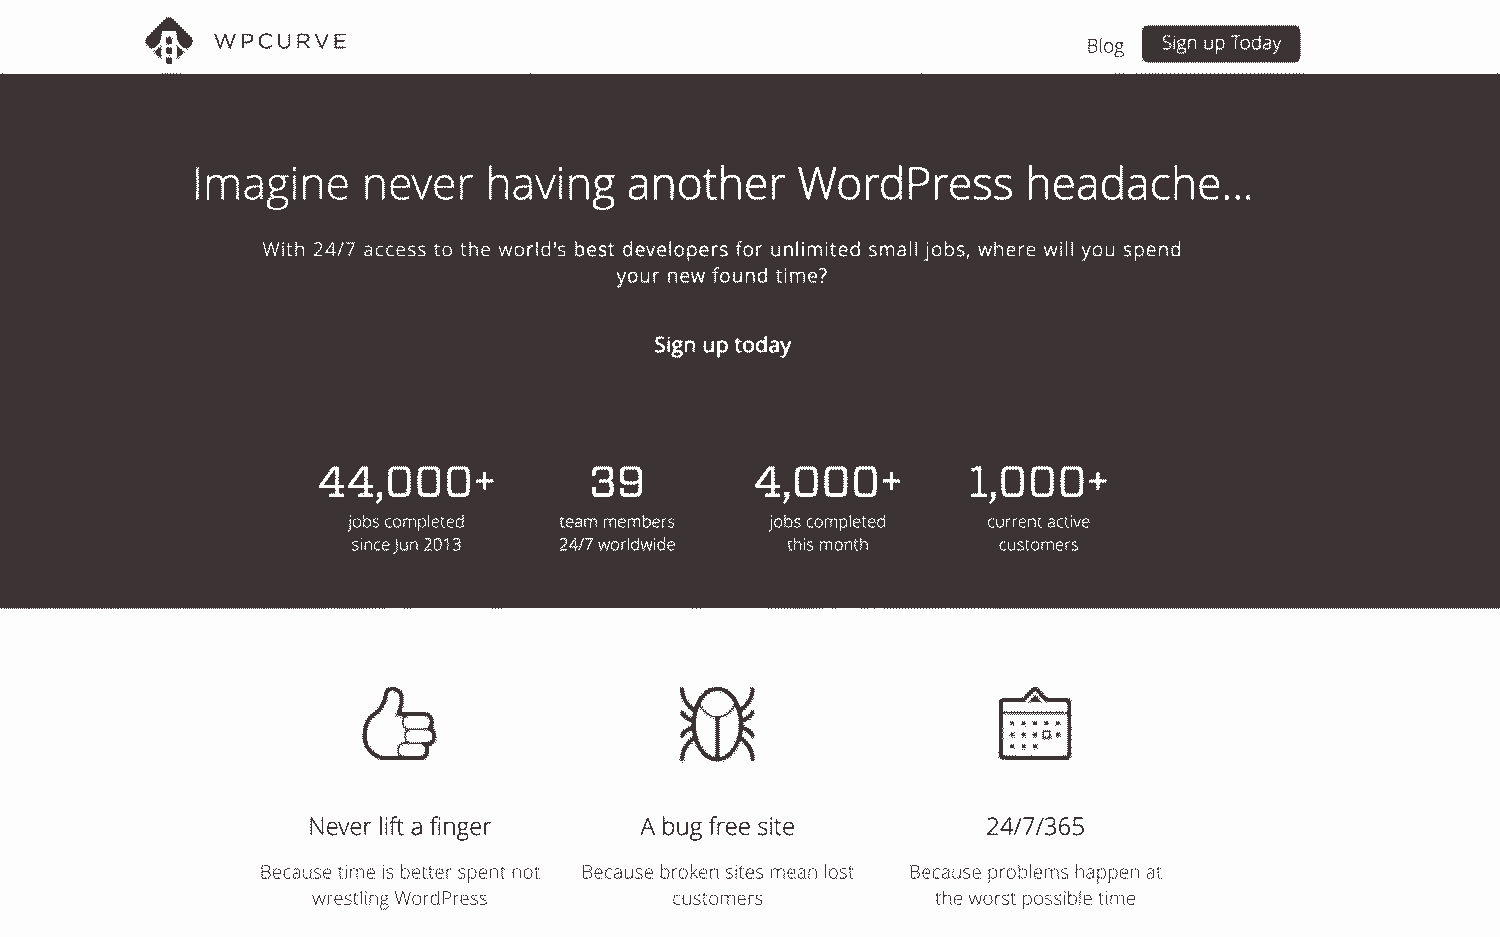 WPCURVE
Blog
Sign up Today
Imagine never having another WordPress headache...
With 24/7 access to the world's best developers for unlimited small jobs, where will you spend
your new found time?
Sign up today
44,000+ 39 4,000+ 1,000+
jobs completed team members jobs completed current active
since Jun 2013 24/7 worldwide this month customers
Never lift a finger A bug free site 24/7/365
Because time is better spent not Because broken sites mean lost Because problems happen at
wrestling WordPress customers the worst possible time